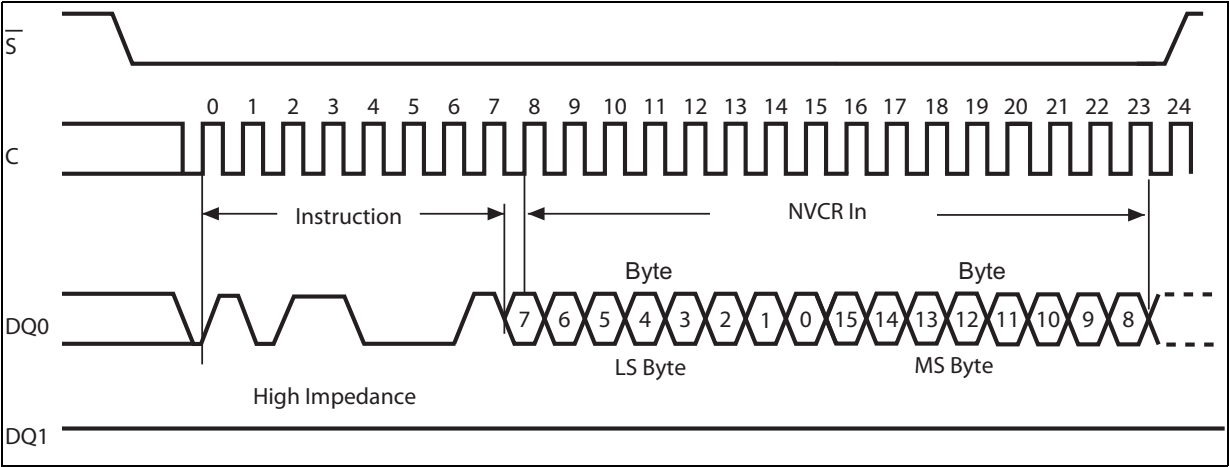 S
0 1 2 3 4 5 6 7 8 9 10 11 12 13 14 15 16 17 18 19 20 21 22 23 24
C
Instruction
NVCR In
Byte Byte
DQ0 7 6 5 4 3 2 1 0 15 14 13 12 11 10 9 8
LS Byte MS Byte
High Impedance
DQ1